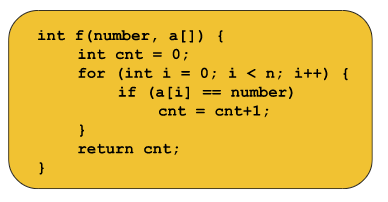 int f(number, a[]) {
int cnt = 0;
for (int i = 0; i < n; i++) {
if (a[i] == number)
cnt = cnt+1;
}
return cnt;
}